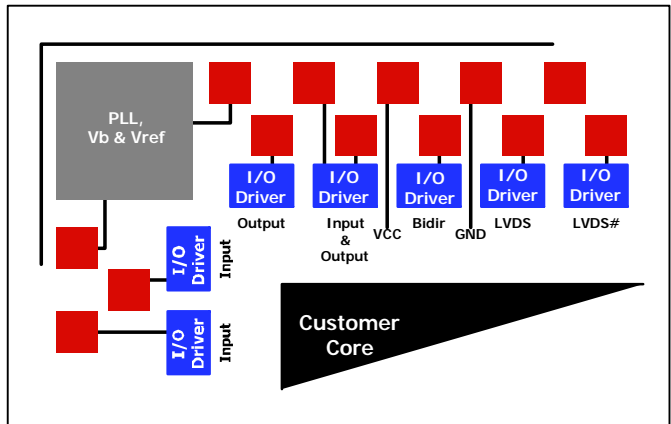 PLL,
Vb & Vref
I/O
Driver
I/O
Driver
I/O
Driver
I/O
Driver
I/O
Driver
Output
Input
&
Output
VCC
Bidir
GND
LVDS
LVDS#
I/O
Driver
Input
I/O
Driver
Input
Customer
Core